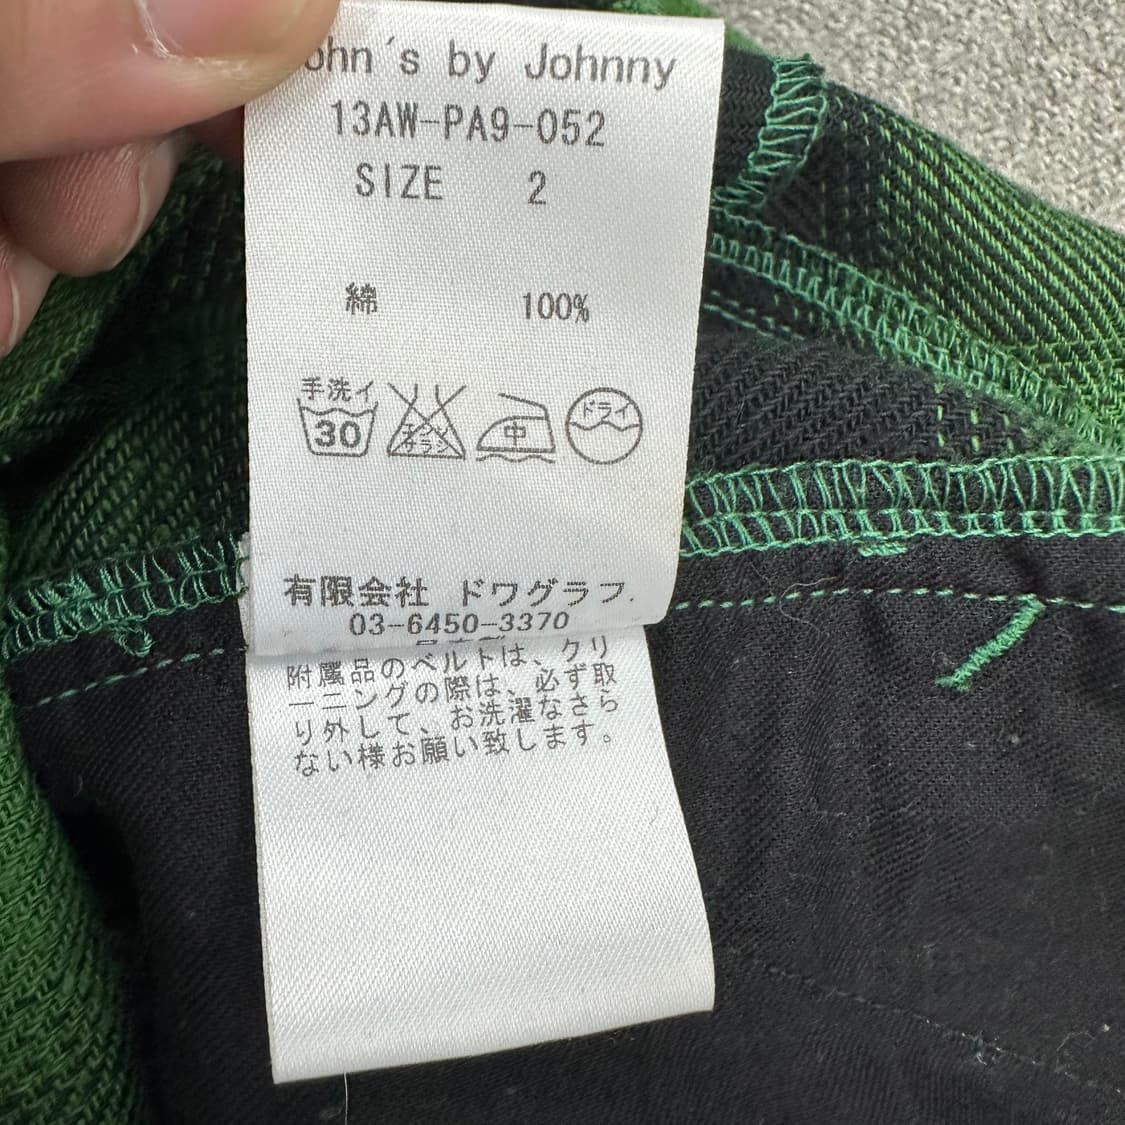 ohn´s by Johnny
13AW-PA9-052
SIZE 2
綿 100%
手洗イ
30
中
ドライ
有限会社 ドワグラフ.
03-6450-3370
附属品のベルトは、クリ
ーニングの際は、必ず取
り外して、お洗濯なさら
ない様お願い致します。